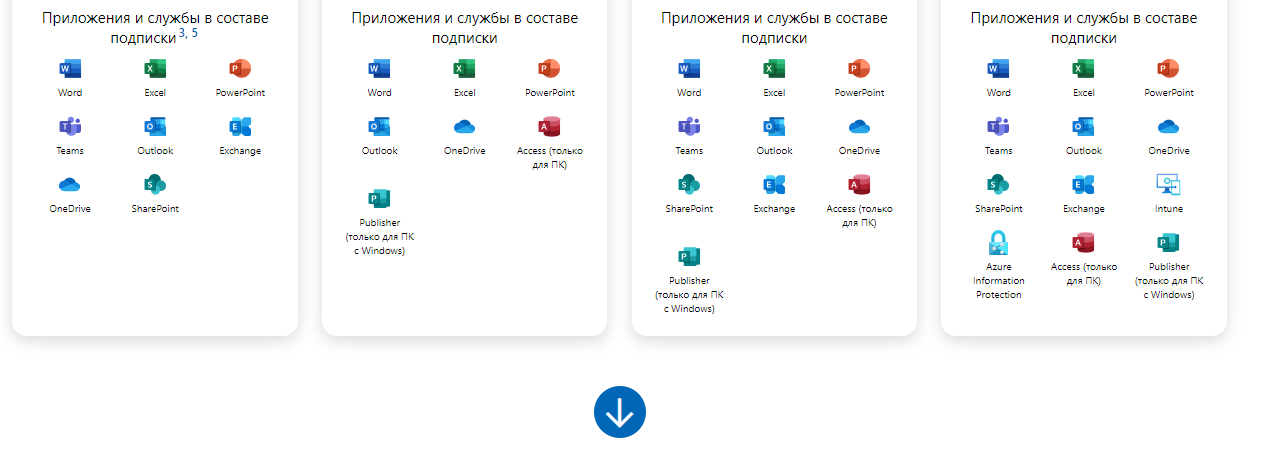 Приложения и службы в составе
подписки 3, 5
Word Excel PowerPoint
Teams Outlook Exchange
OneDrive SharePoint
Приложения и службы в составе
подписки
Word Excel PowerPoint
Outlook OneDrive Access (только
для ПК)
Publisher
(только для ПК
с Windows)
Приложения и службы в составе
подписки
Word Excel PowerPoint
Teams Outlook OneDrive
SharePoint Exchange Access (только
для ПК)
Publisher
(только для ПК
с Windows)
Приложения и службы в составе
подписки
Word Excel PowerPoint
Teams Outlook OneDrive
SharePoint Exchange Intune
Azure
Information
Protection
Access (только
для ПК)
Publisher
(только для ПК
с Windows)